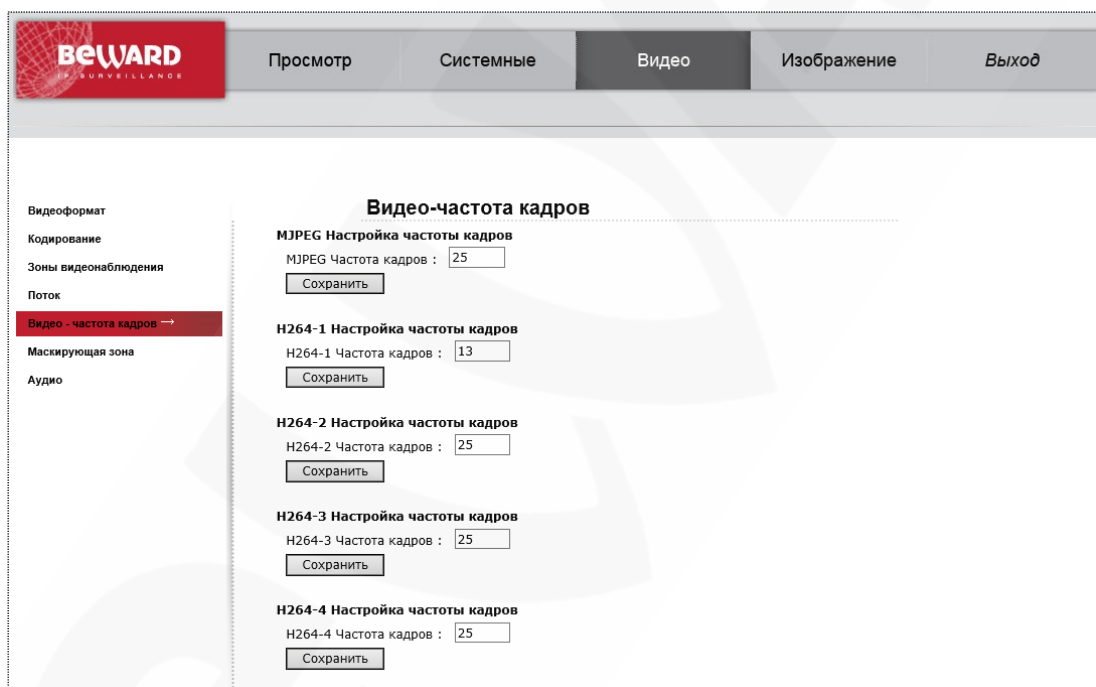 BEWARD
IP SURVEILLANCE
Просмотр
Системные
Видео
Изображение
Выход
Видеоформат
Кодирование
Зоны видеонаблюдения
Поток
Видео - частота кадров →
Маскирующая зона
Аудио
Видео-частота кадров
MJPEG Настройка частоты кадров
MJPEG Частота кадров : 25
Сохранить
H264-1 Настройка частоты кадров
H264-1 Частота кадров : 13
Сохранить
H264-2 Настройка частоты кадров
H264-2 Частота кадров : 25
Сохранить
H264-3 Настройка частоты кадров
H264-3 Частота кадров : 25
Сохранить
H264-4 Настройка частоты кадров
H264-4 Частота кадров : 25
Сохранить